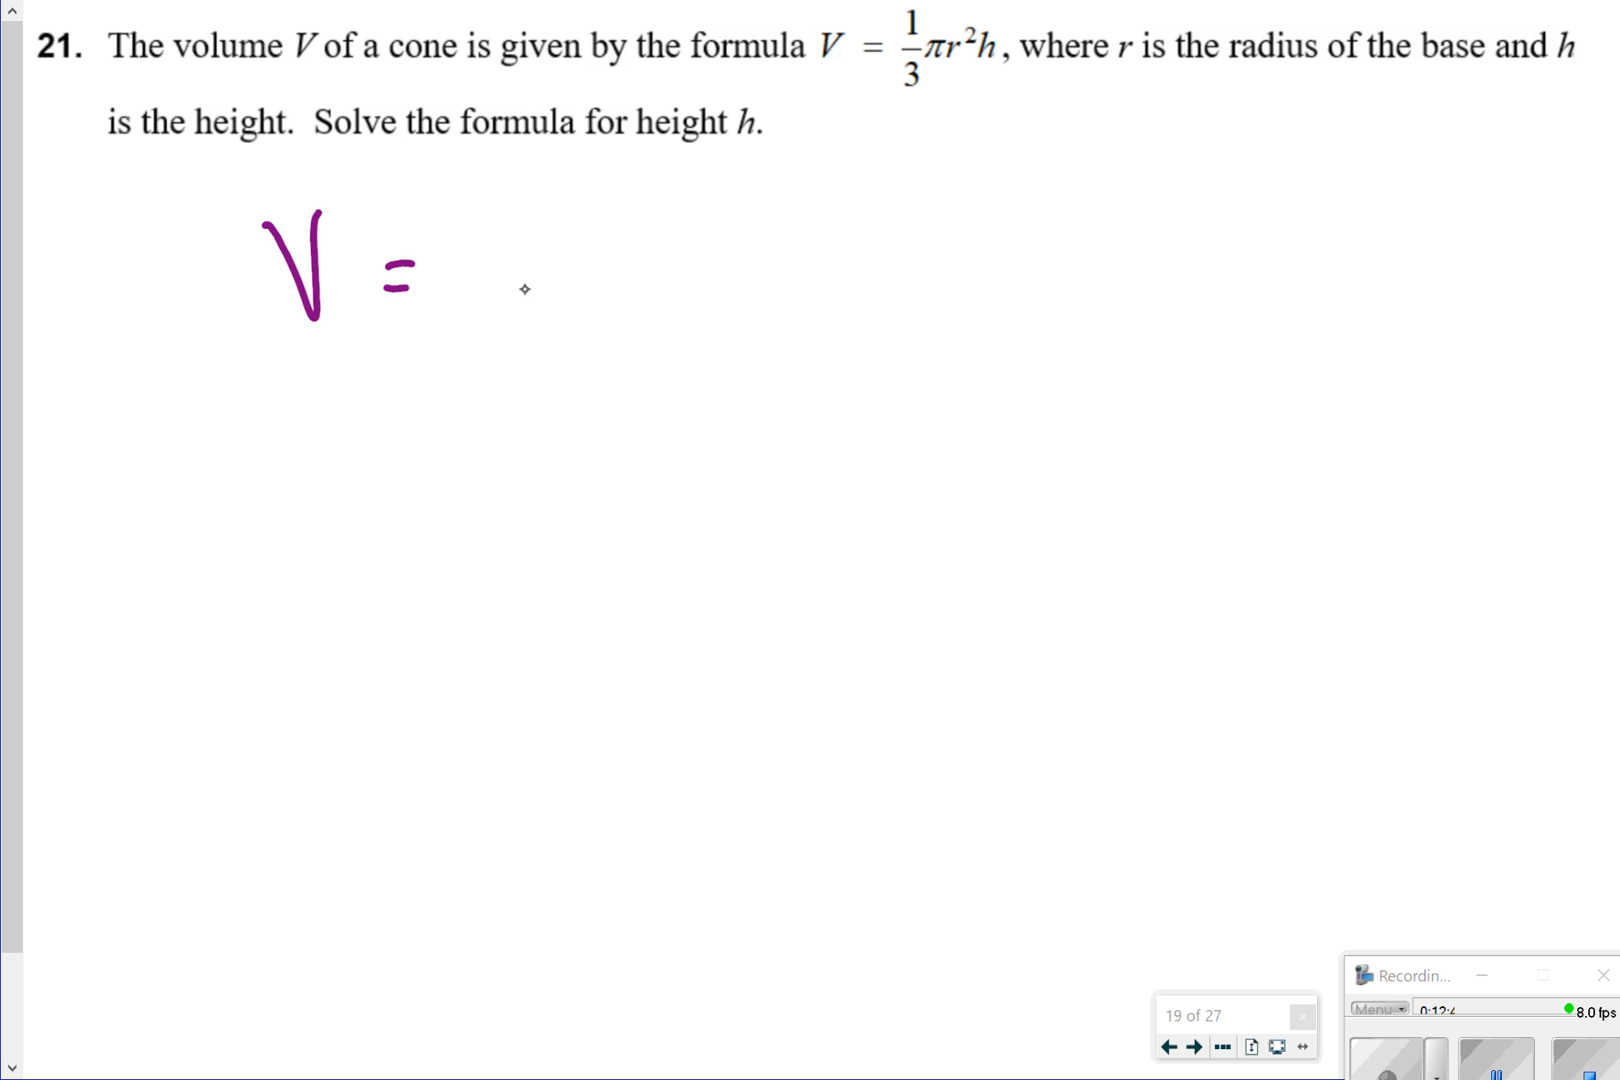 21. The volume V of a cone is given by the formula V = 1/3 πr²h, where r is the radius of the base and h
is the height. Solve the formula for height h.
V =
Recordin...
Menu
8.0 fps
19 of 27